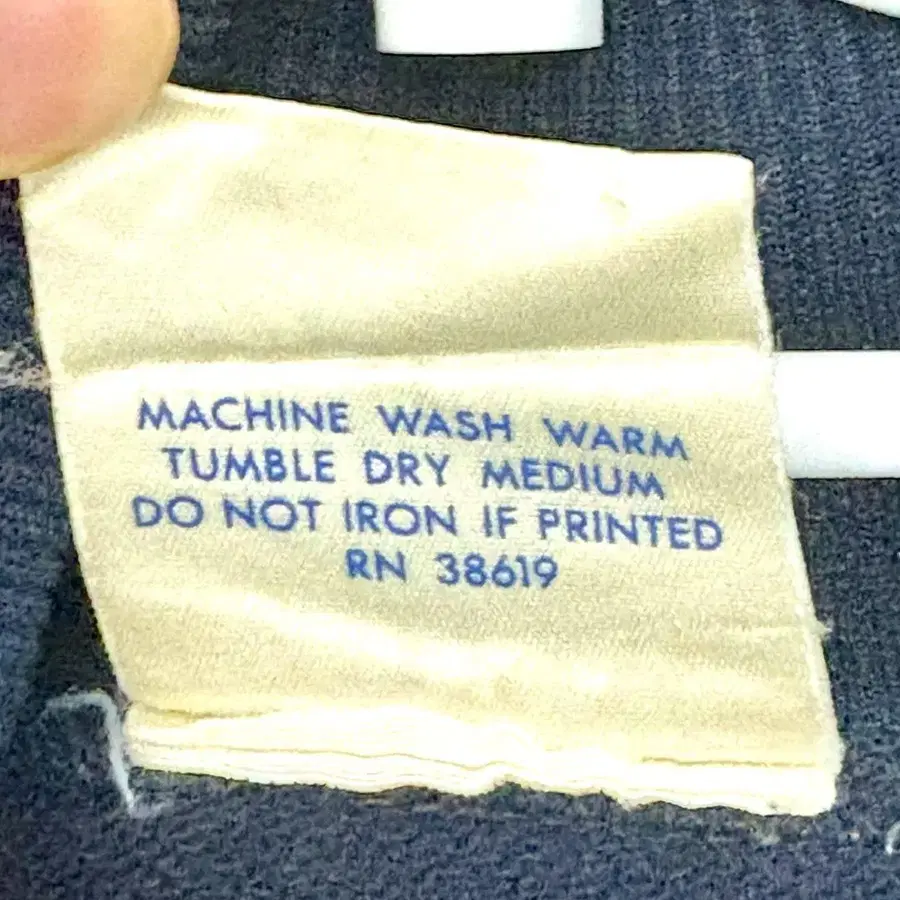 MACHINE WASH WARM
TUMBLE DRY MEDIUM
DO NOT IRON IF PRINTED
RN 38619